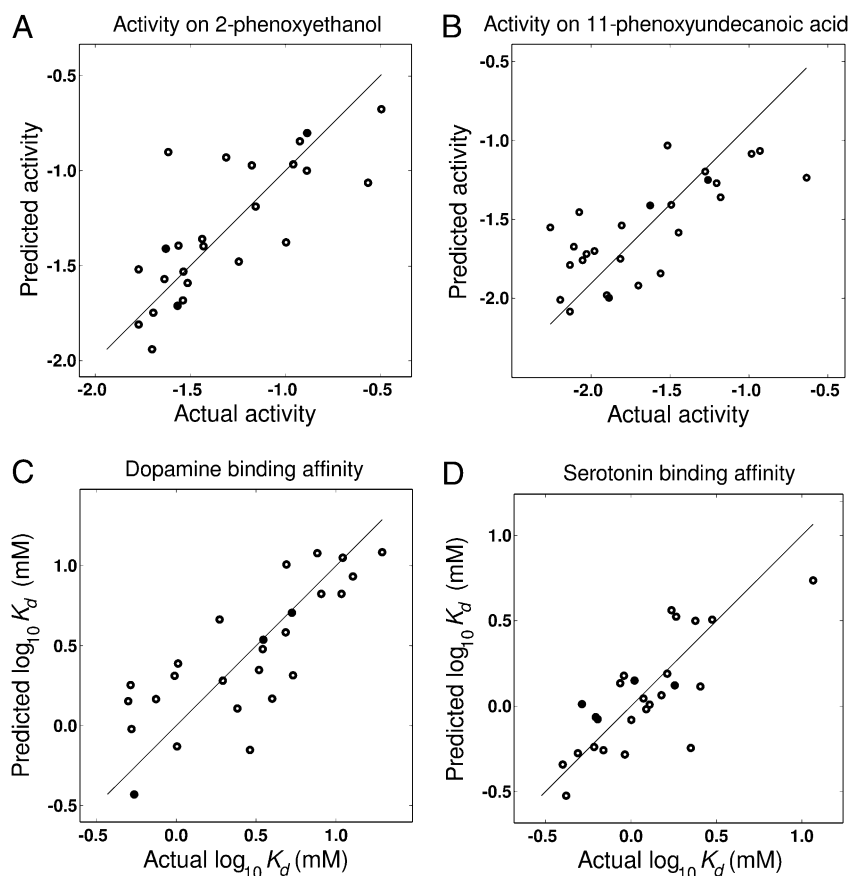 A Activity on 2-phenoxyethanol
Predicted activity
-0.5
-1.0
-1.5
-2.0
-2.0 -1.5 -1.0 -0.5
Actual activity
B Activity on 11-phenoxyundecanoic acid
Predicted activity
-0.5
-1.0
-1.5
-2.0
-2.0 -1.5 -1.0 -0.5
Actual activity
C Dopamine binding affinity
Predicted log10 Kd (mM)
1.0
0.5
0.0
-0.5
-0.5 0.0 0.5 1.0
Actual log10 Kd (mM)
D Serotonin binding affinity
Predicted log10 Kd (mM)
1.0
0.5
0.0
-0.5
-0.5 0.0 0.5 1.0
Actual log10 Kd (mM)